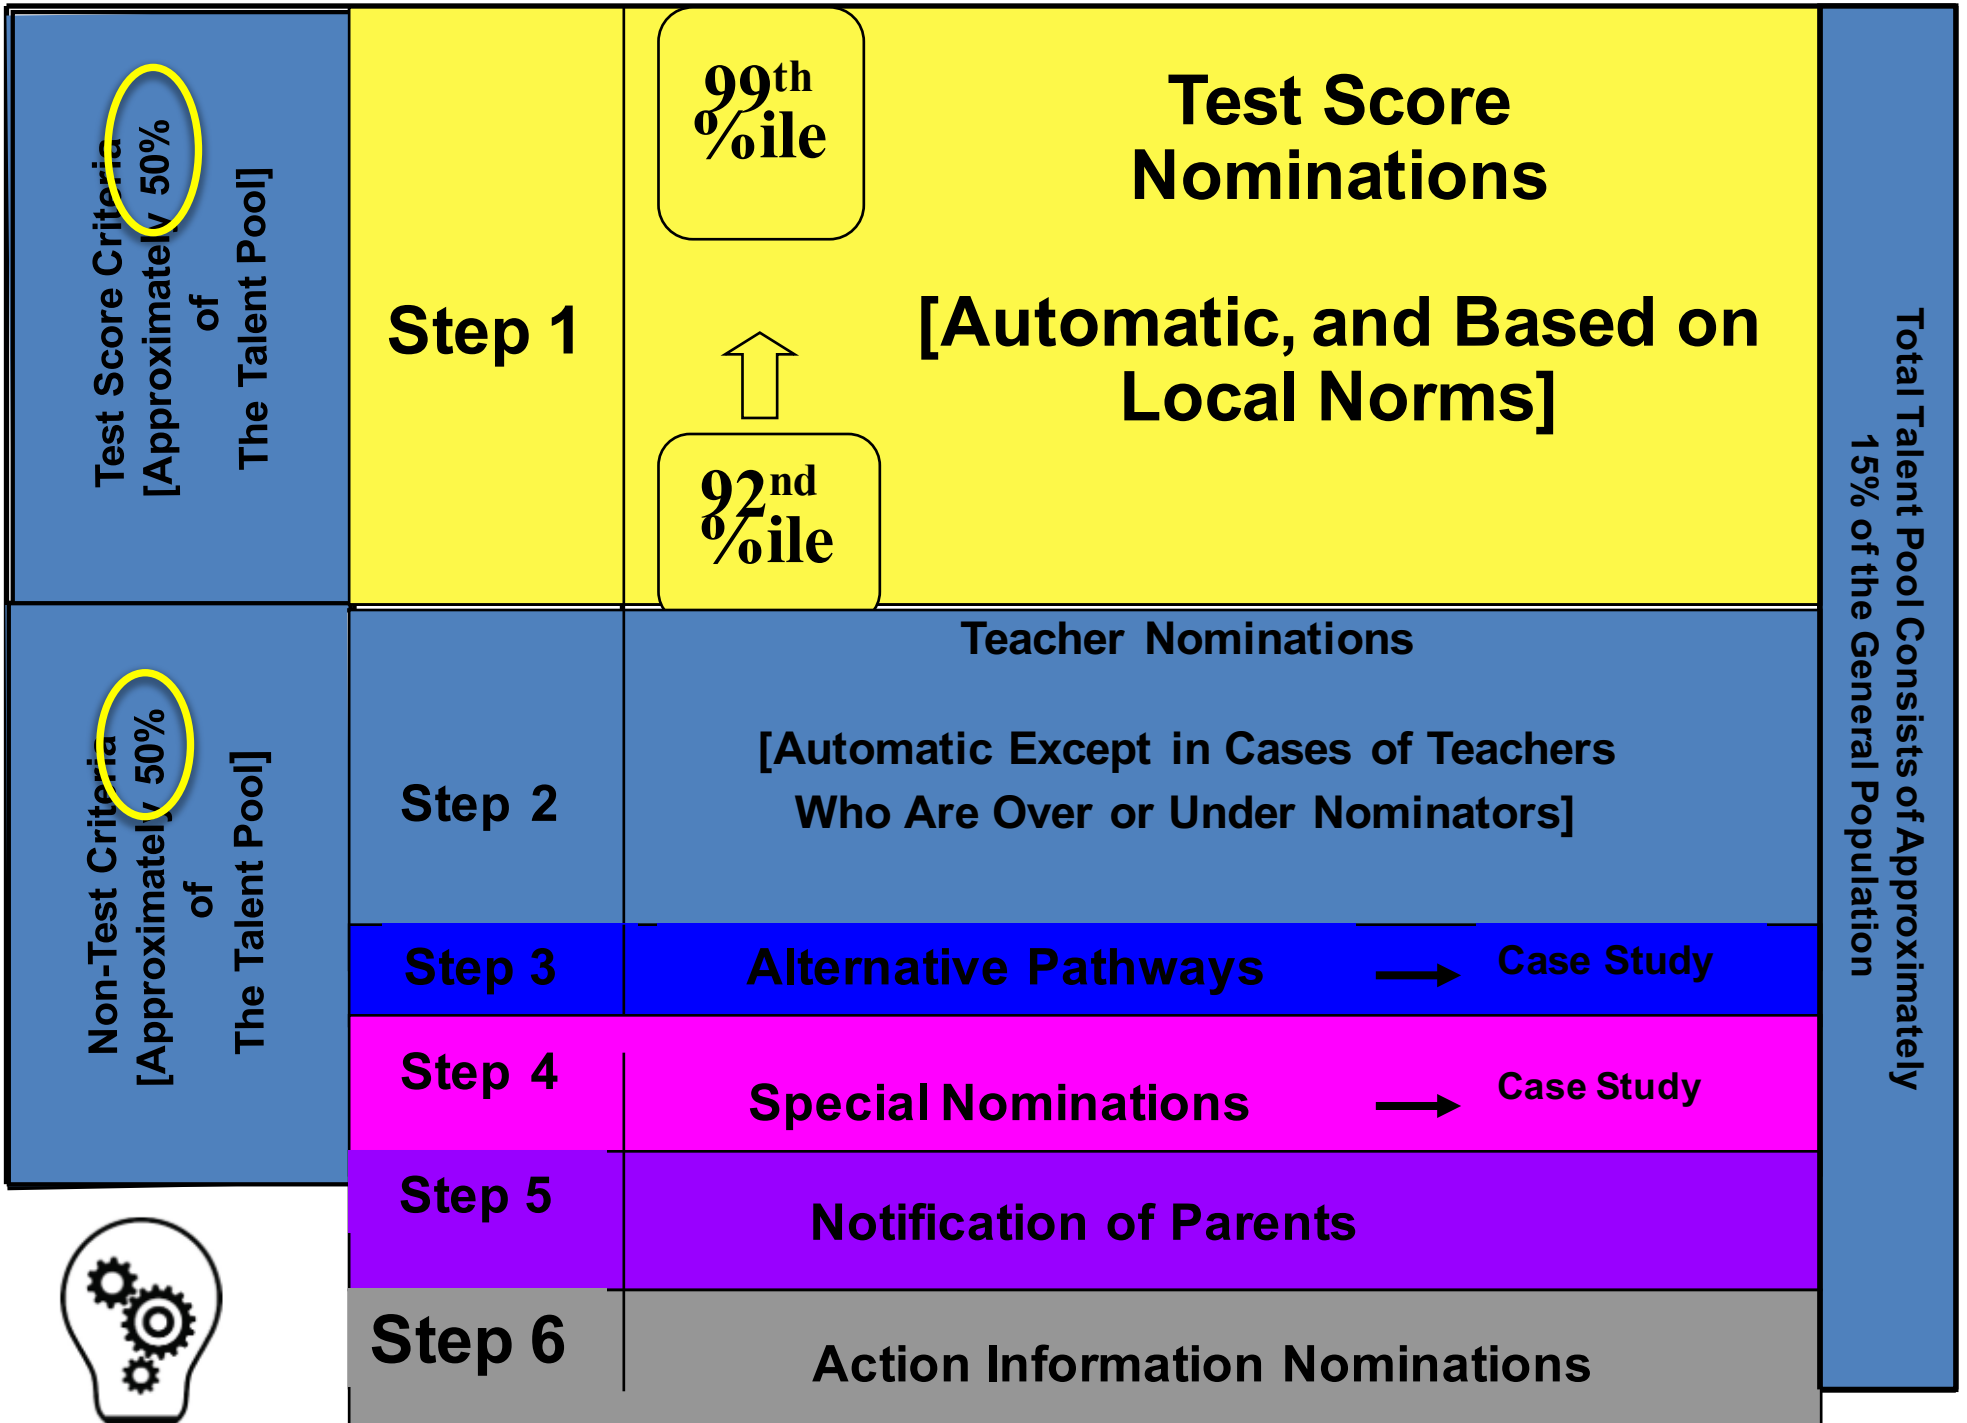 Test Score Criteria
[Approximately 50%
of
The Talent Pool]
Step 1
99th
%ile
92nd
%ile
Test Score
Nominations
[Automatic, and Based on
Local Norms]
Non-Test Criteria
[Approximately 50%
of
The Talent Pool]
Step 2
Teacher Nominations
[Automatic Except in Cases of Teachers
Who Are Over or Under Nominators]
Step 3
Alternative Pathways
Case Study
Step 4
Special Nominations
Case Study
Step 5
Notification of Parents
Step 6
Action Information Nominations
Total Talent Pool Consists of Approximately
15% of the General Population